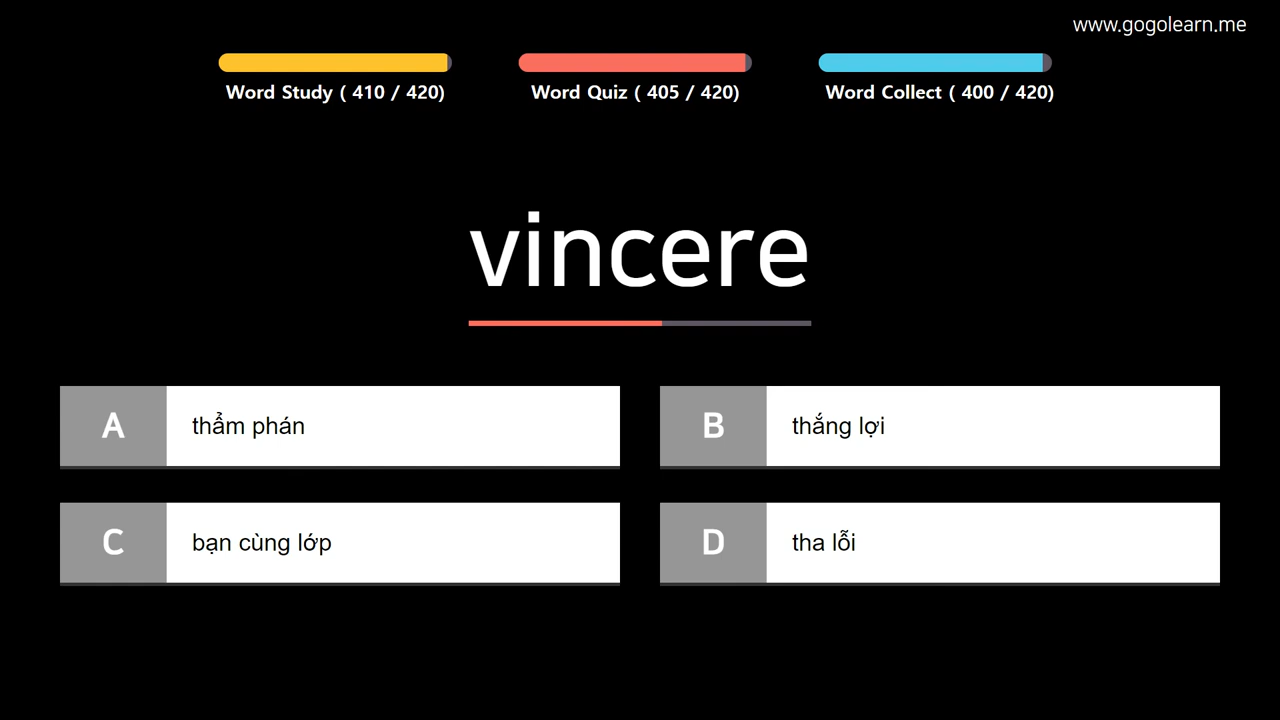 www.gogolearn.me
Word Study ( 410 / 420)
Word Quiz ( 405 / 420)
Word Collect ( 400 / 420)
vincere
A thẩm phán
B thắng lợi
C bạn cùng lớp
D tha lỗi